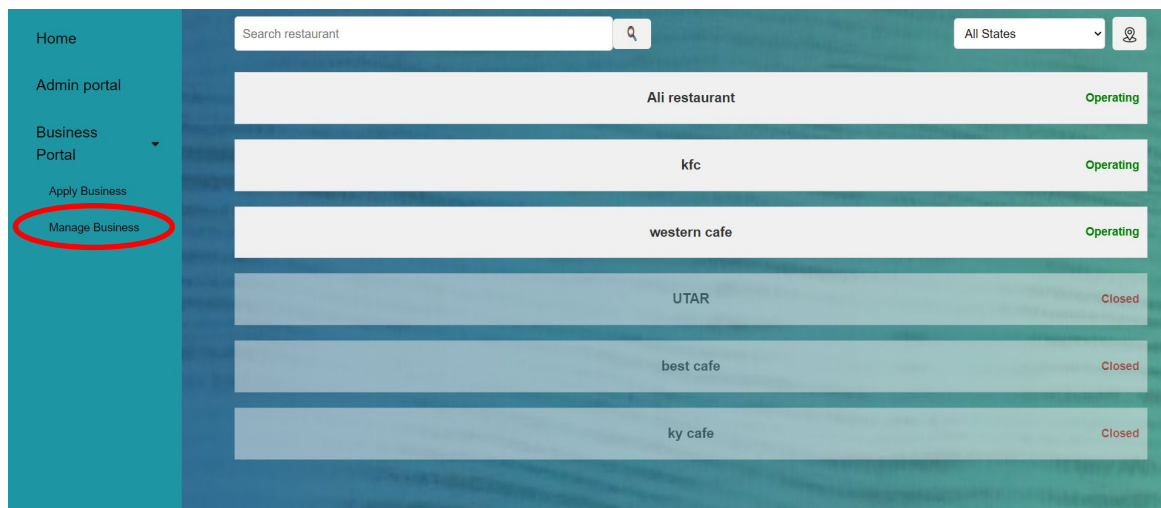 Home
Admin portal
Business
Portal
Apply Business
Manage Business
Search restaurant
All States
Ali restaurant
Operating
kfc
Operating
western cafe
Operating
UTAR
Closed
best cafe
Closed
ky cafe
Closed